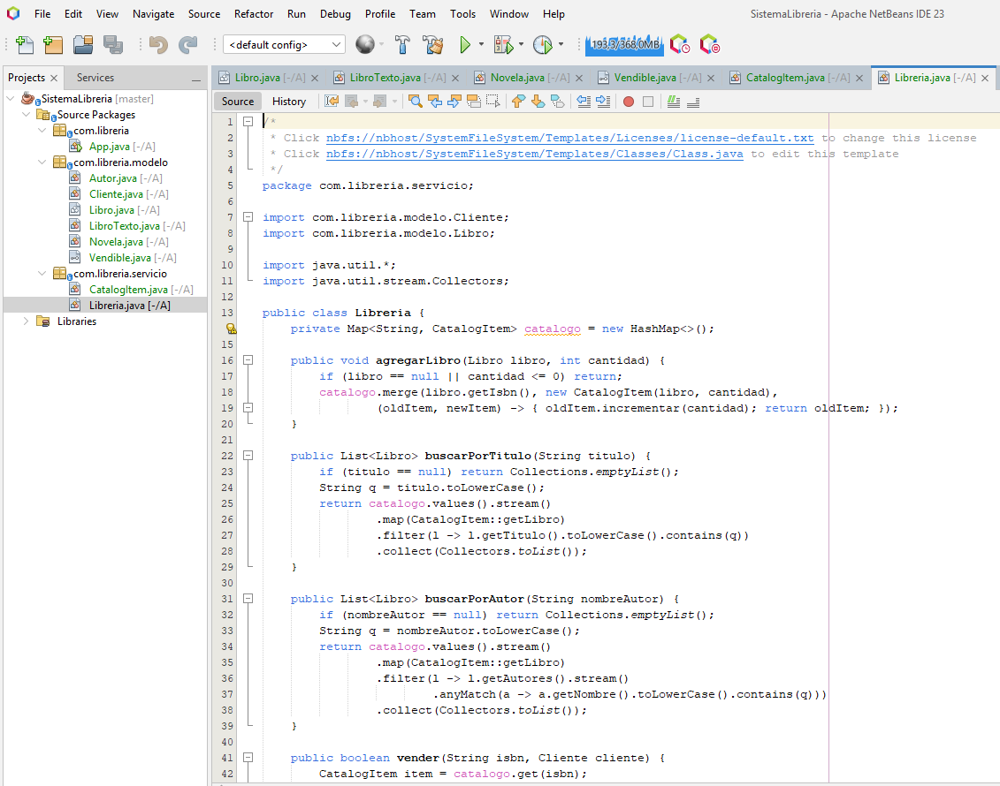 File Edit View Navigate Source Refactor Run Debug Profile Team Tools Window Help SistemaLibreria - Apache NetBeans IDE 23
<default config> 193,3/368,0MB
Projects Services
Libro.java [-/A] LibroTexto.java [-/A] Novela.java [-/A] Vendible.java [-/A] CatalogItem.java [-/A] Libreria.java [-/A]
SistemaLibreria [master]
Source Packages
com.libreria
App.java [-/A]
com.libreria.modelo
Autor.java [-/A]
Cliente.java [-/A]
Libro.java [-/A]
LibroTexto.java [-/A]
Novela.java [-/A]
Vendible.java [-/A]
com.libreria.servicio
CatalogItem.java [-/A]
Libreria.java [-/A]
Libraries
Source History
1 /*
2 * Click nbfs://nbhost/SystemFileSystem/Templates/Licenses/license-default.txt to change this license
3 * Click nbfs://nbhost/SystemFileSystem/Templates/Classes/Class.java to edit this template
4 */
5 package com.libreria.servicio;
6
7 import com.libreria.modelo.Cliente;
8 import com.libreria.modelo.Libro;
9
10 import java.util.*;
11 import java.util.stream.Collectors;
12
13 public class Libreria {
private Map<String, CatalogItem> catalogo = new HashMap<>();
15
16 public void agregarLibro(Libro libro, int cantidad) {
17 if (libro == null || cantidad <= 0) return;
18 catalogo.merge(libro.getIsbn(), new CatalogItem(libro, cantidad),
19 (oldItem, newItem) -> { oldItem.incrementar(cantidad); return oldItem; });
20 }
21
22 public List<Libro> buscarPorTitulo(String titulo) {
23 if (titulo == null) return Collections.emptyList();
24 String q = titulo.toLowerCase();
25 return catalogo.values().stream()
26 .map(CatalogItem::getLibro)
27 .filter(l -> l.getTitulo().toLowerCase().contains(q))
28 .collect(Collectors.toList());
29 }
30
31 public List<Libro> buscarPorAutor(String nombreAutor) {
32 if (nombreAutor == null) return Collections.emptyList();
33 String q = nombreAutor.toLowerCase();
34 return catalogo.values().stream()
35 .map(CatalogItem::getLibro)
36 .filter(l -> l.getAutores().stream()
37 .anyMatch(a -> a.getNombre().toLowerCase().contains(q)))
38 .collect(Collectors.toList());
39 }
40
41 public boolean vender(String isbn, Cliente cliente) {
42 CatalogItem item = catalogo.get(isbn);